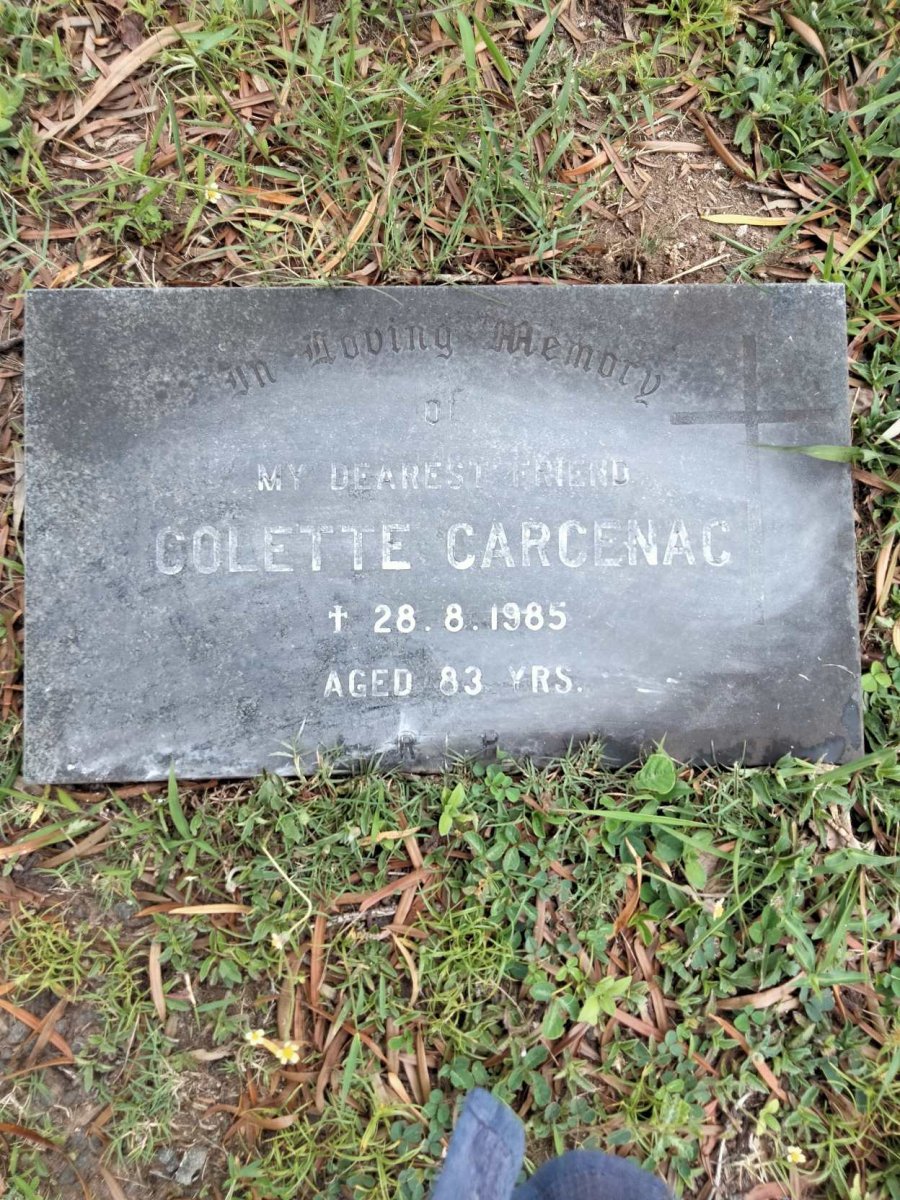 In Loving Memory
of
MY DEAREST FRIEND
COLETTE CARCENAC
✝ 28.8.1985
AGED 83 YRS.
R.I.P.